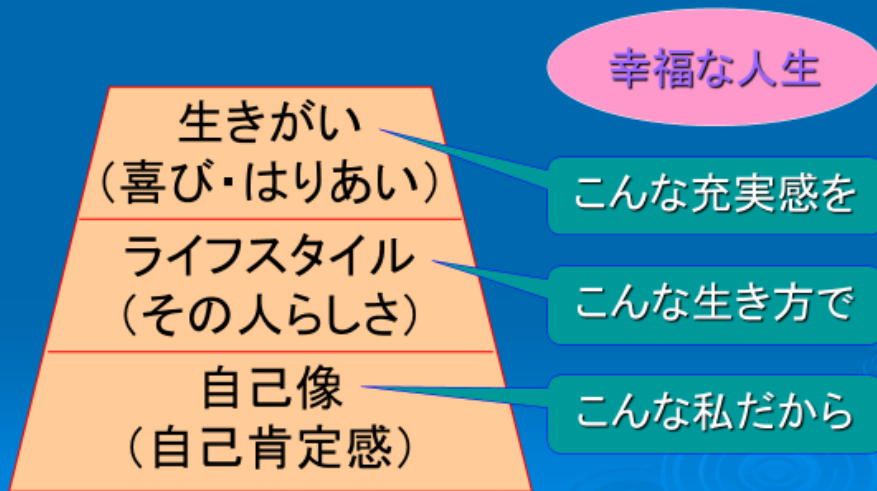 幸福な人生
生きがい
（喜び・はりあい）
こんな充実感を
ライフスタイル
（その人らしさ）
こんな生き方で
自己像
（自己肯定感）
こんな私だから